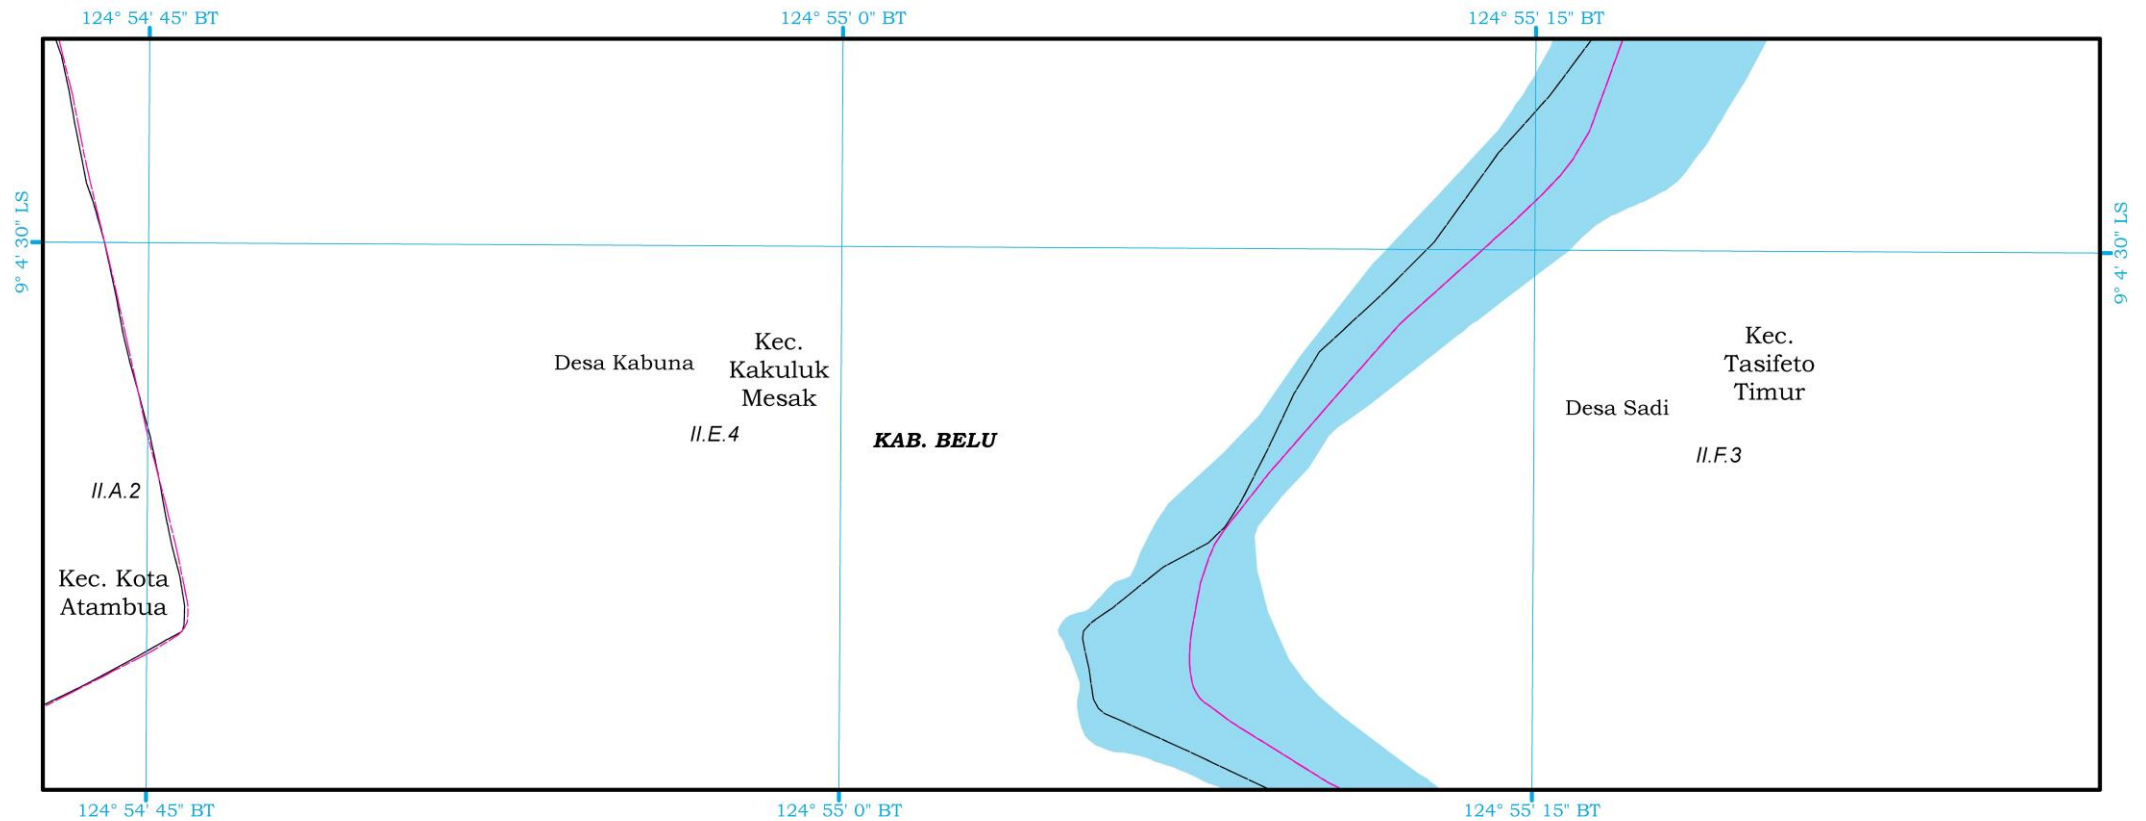 124° 54' 45" BT
124° 55' 0" BT
124° 55' 15" BT
9° 4' 30" LS
9° 4' 30" LS
Desa Kabuna
Kec.
Kakuluk
Mesak
II.E.4
KAB. BELU
Kec.
Tasifeto
Timur
Desa Sadi
II.F.3
II.A.2
Kec. Kota
Atambua
124° 54' 45" BT
124° 55' 0" BT
124° 55' 15" BT